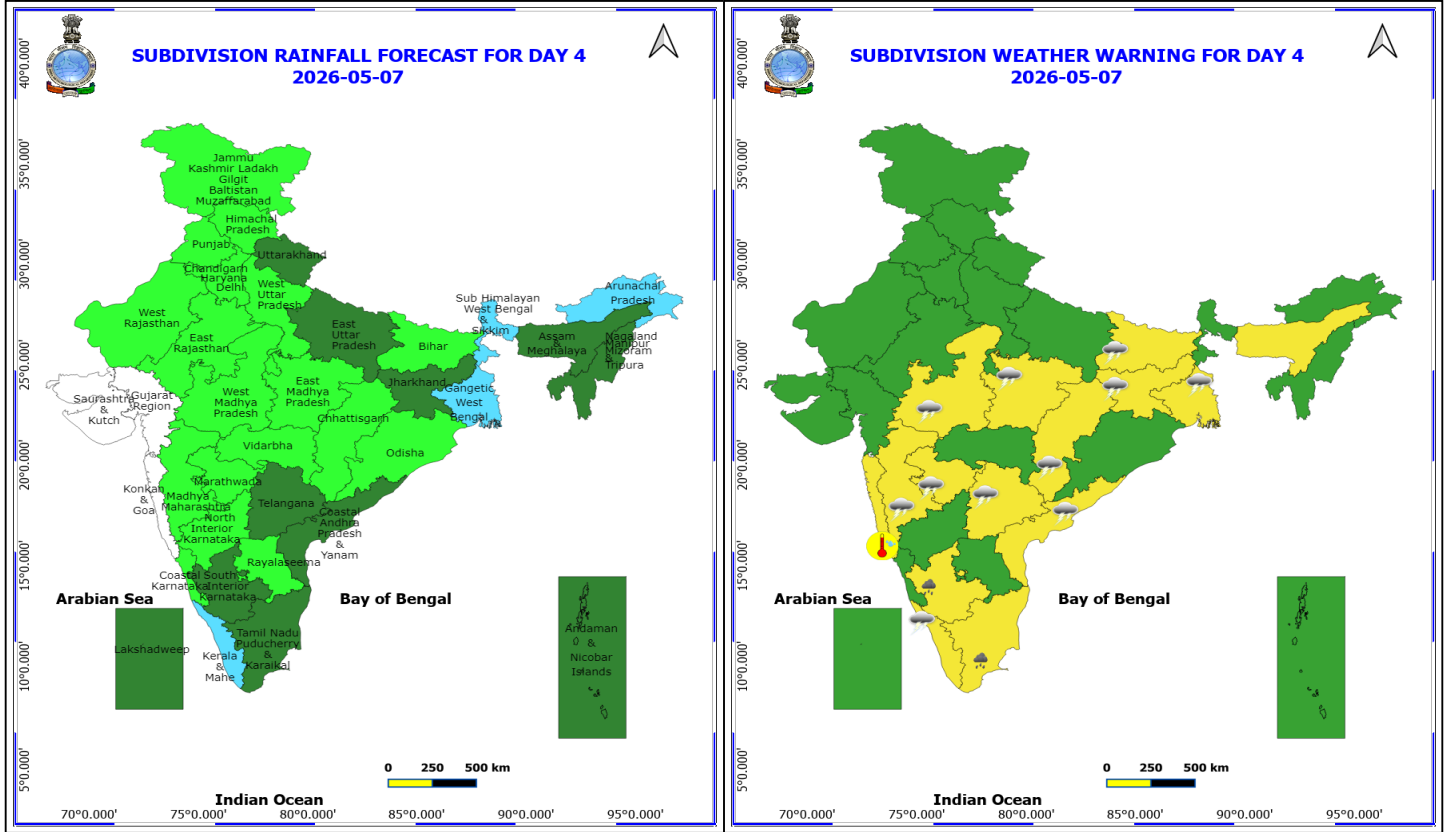 SUBDIVISION RAINFALL FORECAST FOR DAY 4
2026-05-07
40°0.000'
35°0.000'
30°0.000'
25°0.000'
20°0.000'
15°0.000'
10°0.000'
5°0.000'
Jammu
Kashmir Ladakh
Gilgit
Baltistan
Muzaffarabad
Himachal
Pradesh
Punjab
Uttarakhand
Chandigarh
Haryana
Delhi
West
Uttar
Pradesh
West
Rajasthan
East
Rajasthan
East
Uttar
Pradesh
Bihar
Sub Himalayan
West Bengal
&
Sikkim
Arunachal
Pradesh
Assam
&
Meghalaya
Nagaland
Manipur
Mizoram
&
Tripura
Jharkhand
Gangetic
West
Bengal
Saurashtra
&
Kutch
Gujarat
Region
West
Madhya
Pradesh
East
Madhya
Pradesh
Chhattisgarh
Vidarbha
Odisha
Konkan
&
Goa
Marathwada
Madhya
Maharashtra
North
Interior
Karnataka
Telangana
Coastal
Andhra
Pradesh
&
Yanam
Rayalaseema
Coastal
Karnataka
South
Interior
Karnataka
Arabian Sea
Bay of Bengal
Lakshadweep
Kerala
&
Mahe
Tamil Nadu
Puducherry
&
Karaikal
Andaman
&
Nicobar
Islands
0 250 500 km
Indian Ocean
70°0.000' 75°0.000' 80°0.000' 85°0.000' 90°0.000' 95°0.000'
SUBDIVISION WEATHER WARNING FOR DAY 4
2026-05-07
40°0.000'
35°0.000'
30°0.000'
25°0.000'
20°0.000'
15°0.000'
10°0.000'
5°0.000'
Arabian Sea
Bay of Bengal
0 250 500 km
Indian Ocean
70°0.000' 75°0.000' 80°0.000' 85°0.000' 90°0.000' 95°0.000'